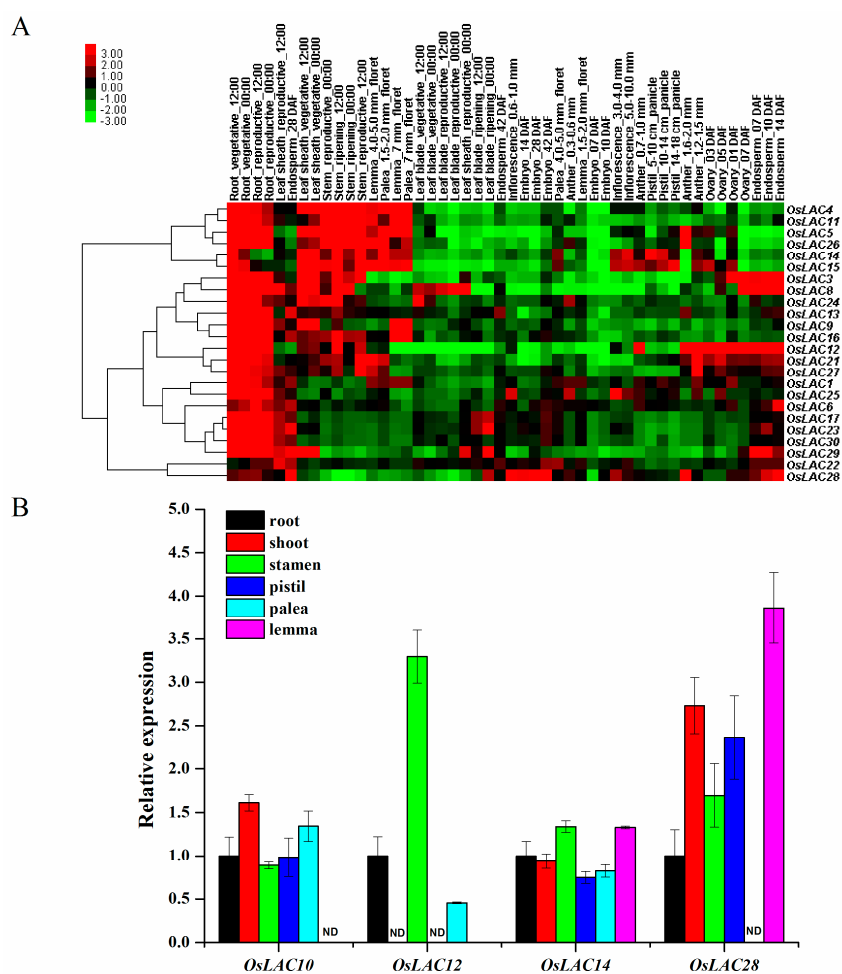 A
3.00
2.00
1.00
0.00
-1.00
-2.00
-3.00
Root_vegetative_12:00
Root_vegetative_00:00
Root_reproductive_12:00
Root_reproductive_00:00
Leaf sheath_reproductive_12:00
Endosperm_28 DAF
Leaf sheath_vegetative_12:00
Leaf sheath_vegetative_00:00
Stem_reproductive_00:00
Stem_ripening_12:00
Stem_ripening_00:00
Stem_reproductive_12:00
Lemma_4.0-5.0 mm_floret
Palea_1.5-2.0 mm_floret
Lemma_7 mm_floret
Palea_7 mm_floret
Leaf blade_vegetative_12:00
Leaf blade_vegetative_00:00
Leaf blade_reproductive_12:00
Leaf blade_reproductive_00:00
Leaf sheath_reproductive_00:00
Leaf blade_ripening_12:00
Leaf blade_ripening_00:00
Endosperm_42 DAF
Inflorescence_0.6-1.0 mm
Embryo_14 DAF
Embryo_28 DAF
Embryo_42 DAF
Palea_4.0-5.0 mm_floret
Anther_0.3-0.6 mm
Lemma_1.5-2.0 mm_floret
Embryo_07 DAF
Embryo_10 DAF
Inflorescence_3.0-4.0 mm
Inflorescence_5.0-10.0 mm
Anther_0.7-1.0 mm
Pistil_5-10 cm_panicle
Pistil_10-14 cm_panicle
Pistil_14-18 cm_panicle
Anther_1.6-2.0 mm
Anther_1.2-1.5 mm
Ovary_03 DAF
Ovary_05 DAF
Ovary_01 DAF
Ovary_07 DAF
Endosperm_07 DAF
Endosperm_10 DAF
Endosperm_14 DAF
OsLAC4
OsLAC11
OsLAC5
OsLAC26
OsLAC14
OsLAC15
OsLAC3
OsLAC8
OsLAC24
OsLAC13
OsLAC9
OsLAC16
OsLAC12
OsLAC21
OsLAC27
OsLAC1
OsLAC25
OsLAC6
OsLAC17
OsLAC23
OsLAC30
OsLAC29
OsLAC22
OsLAC28
B
Relative expression
5.0
4.5
4.0
3.5
3.0
2.5
2.0
1.5
1.0
0.5
0.0
root
shoot
stamen
pistil
palea
lemma
ND
ND
ND
ND
OsLAC10
OsLAC12
OsLAC14
OsLAC28